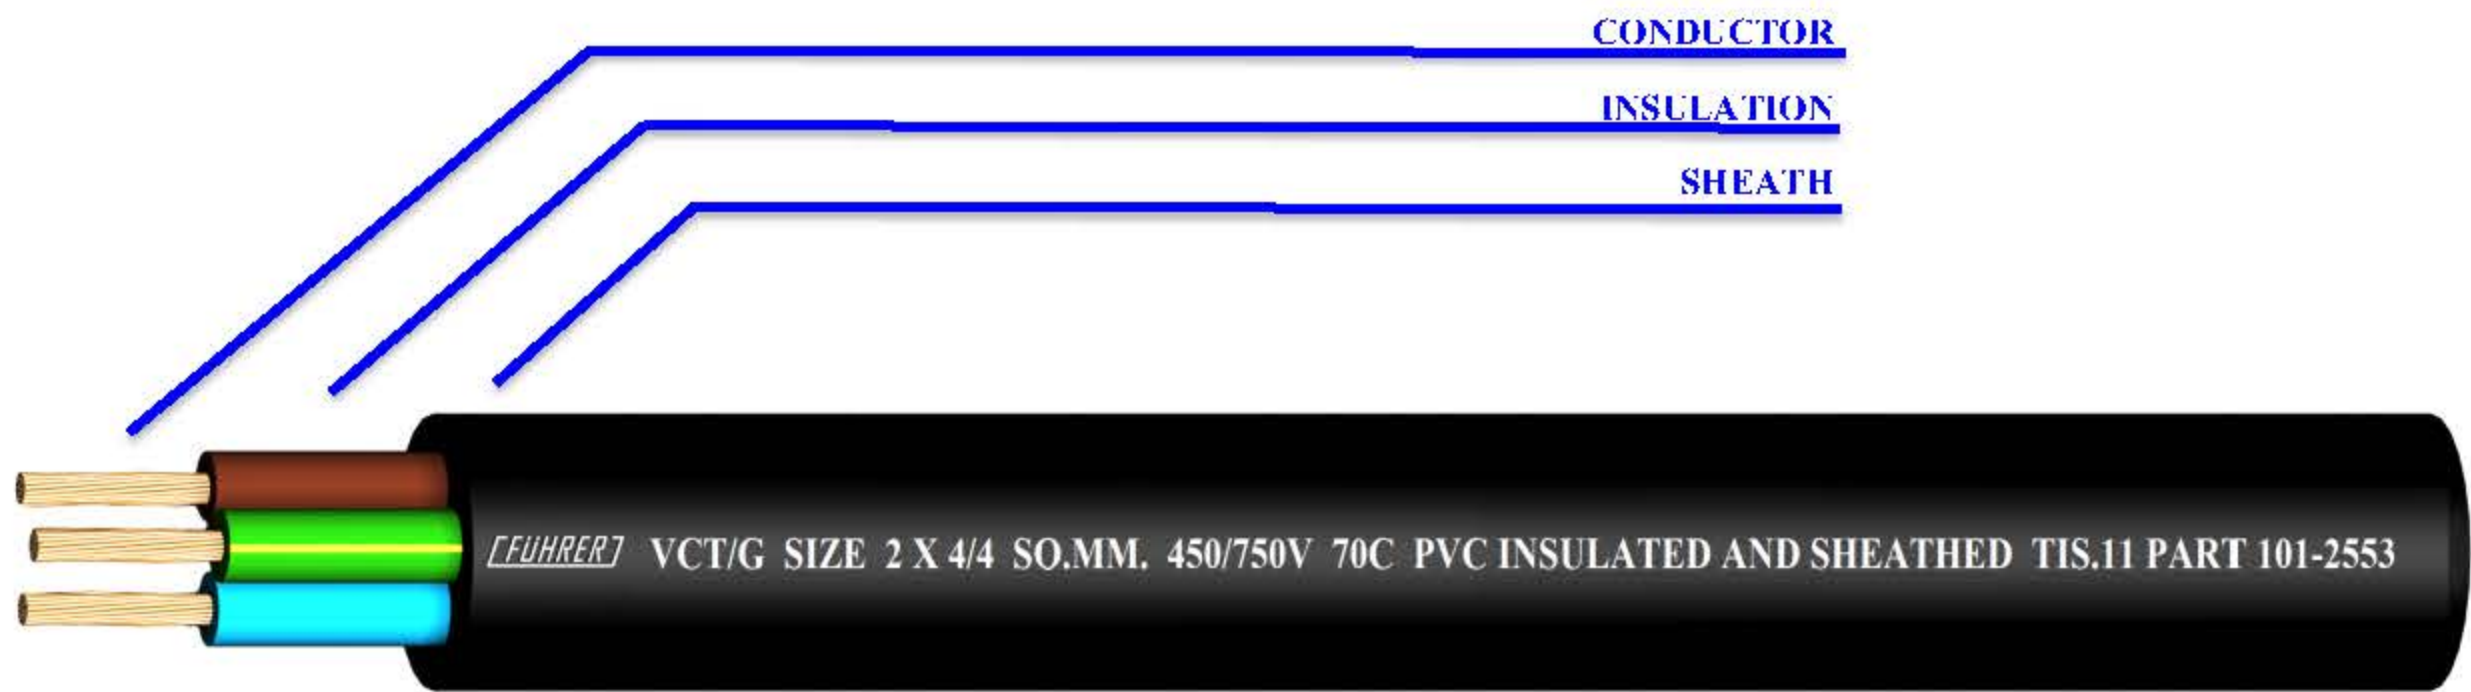 CONDUCTOR
INSULATION
SHEATH
FÜHRER VCT/G SIZE 2 X 4/4 SO.MM. 450/750V 70C PVC INSULATED AND SHEATHED TIS.11 PART 101-2553